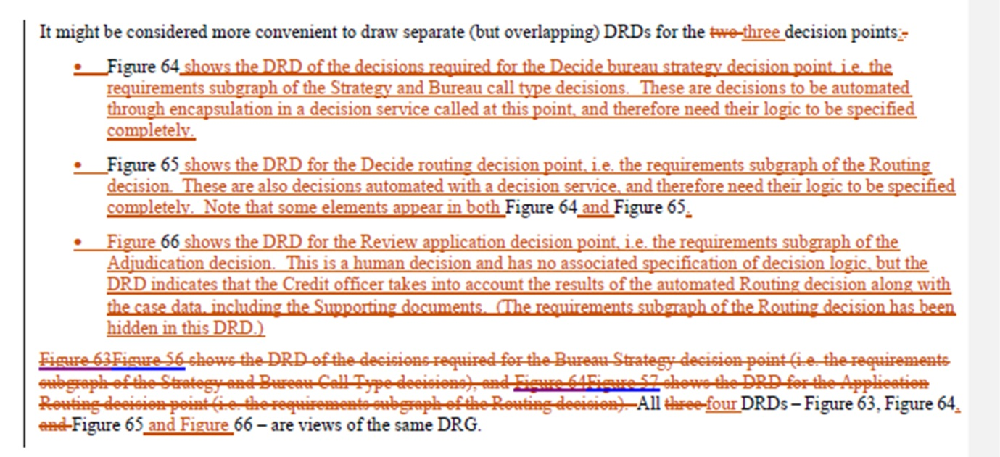 It might be considered more convenient to draw separate (but overlapping) DRDs for the two three decision points:.
• Figure 64 shows the DRD of the decisions required for the Decide bureau strategy decision point, i.e. the
requirements subgraph of the Strategy and Bureau call type decisions.  These are decisions to be automated
through encapsulation in a decision service called at this point, and therefore need their logic to be specified
completely.
• Figure 65 shows the DRD for the Decide routing decision point, i.e. the requirements subgraph of the Routing
decision.  These are also decisions automated with a decision service, and therefore need their logic to be specified
completely.  Note that some elements appear in both Figure 64 and Figure 65.
• Figure 66 shows the DRD for the Review application decision point, i.e. the requirements subgraph of the
Adjudication decision.  This is a human decision and has no associated specification of decision logic, but the
DRD indicates that the Credit officer takes into account the results of the automated Routing decision along with
the case data, including the Supporting documents.  (The requirements subgraph of the Routing decision has been
hidden in this DRD.)
Figure 63Figure 56 shows the DRD of the decisions required for the Bureau Strategy decision point (i.e. the requirements
subgraph of the Strategy and Bureau Call Type decisions), and Figure 64Figure 57 shows the DRD for the Application
Routing decision point (i.e. the requirements subgraph of the Routing decision). All three four DRDs – Figure 63, Figure 64,
and Figure 65 and Figure 66 – are views of the same DRG.